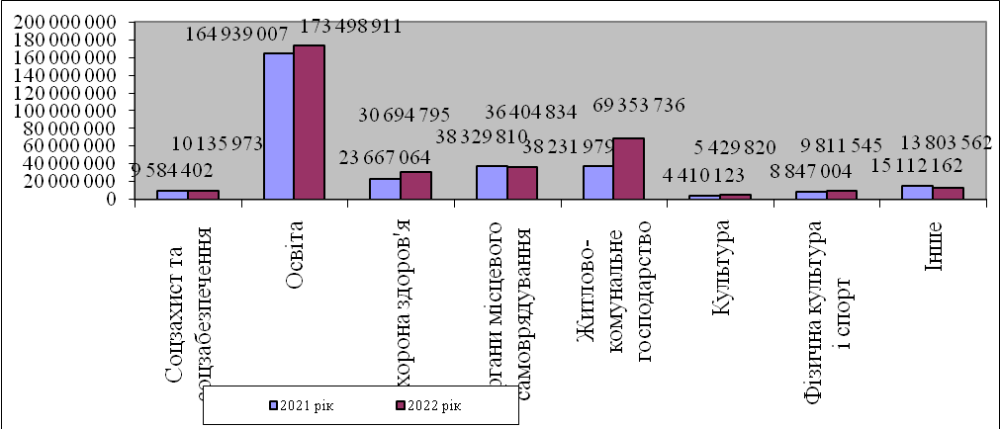 200 000 000
180 000 000
160 000 000
140 000 000
120 000 000
100 000 000
80 000 000
60 000 000
40 000 000
20 000 000
0
9 584 402
10 135 973
164 939 007
173 498 911
23 667 064
30 694 795
38 329 810
36 404 834
38 231 979
69 353 736
4 410 123
5 429 820
8 847 004
9 811 545
15 112 162
13 803 562
Соцзахист та
соцзабезпечення
Освіта
хорона здоров'я
ргани місцевого
самоврядування
Житлово-
комунальне
господарство
Культура
Фізична культура
і спорт
Інше
2021 рік
2022 рік